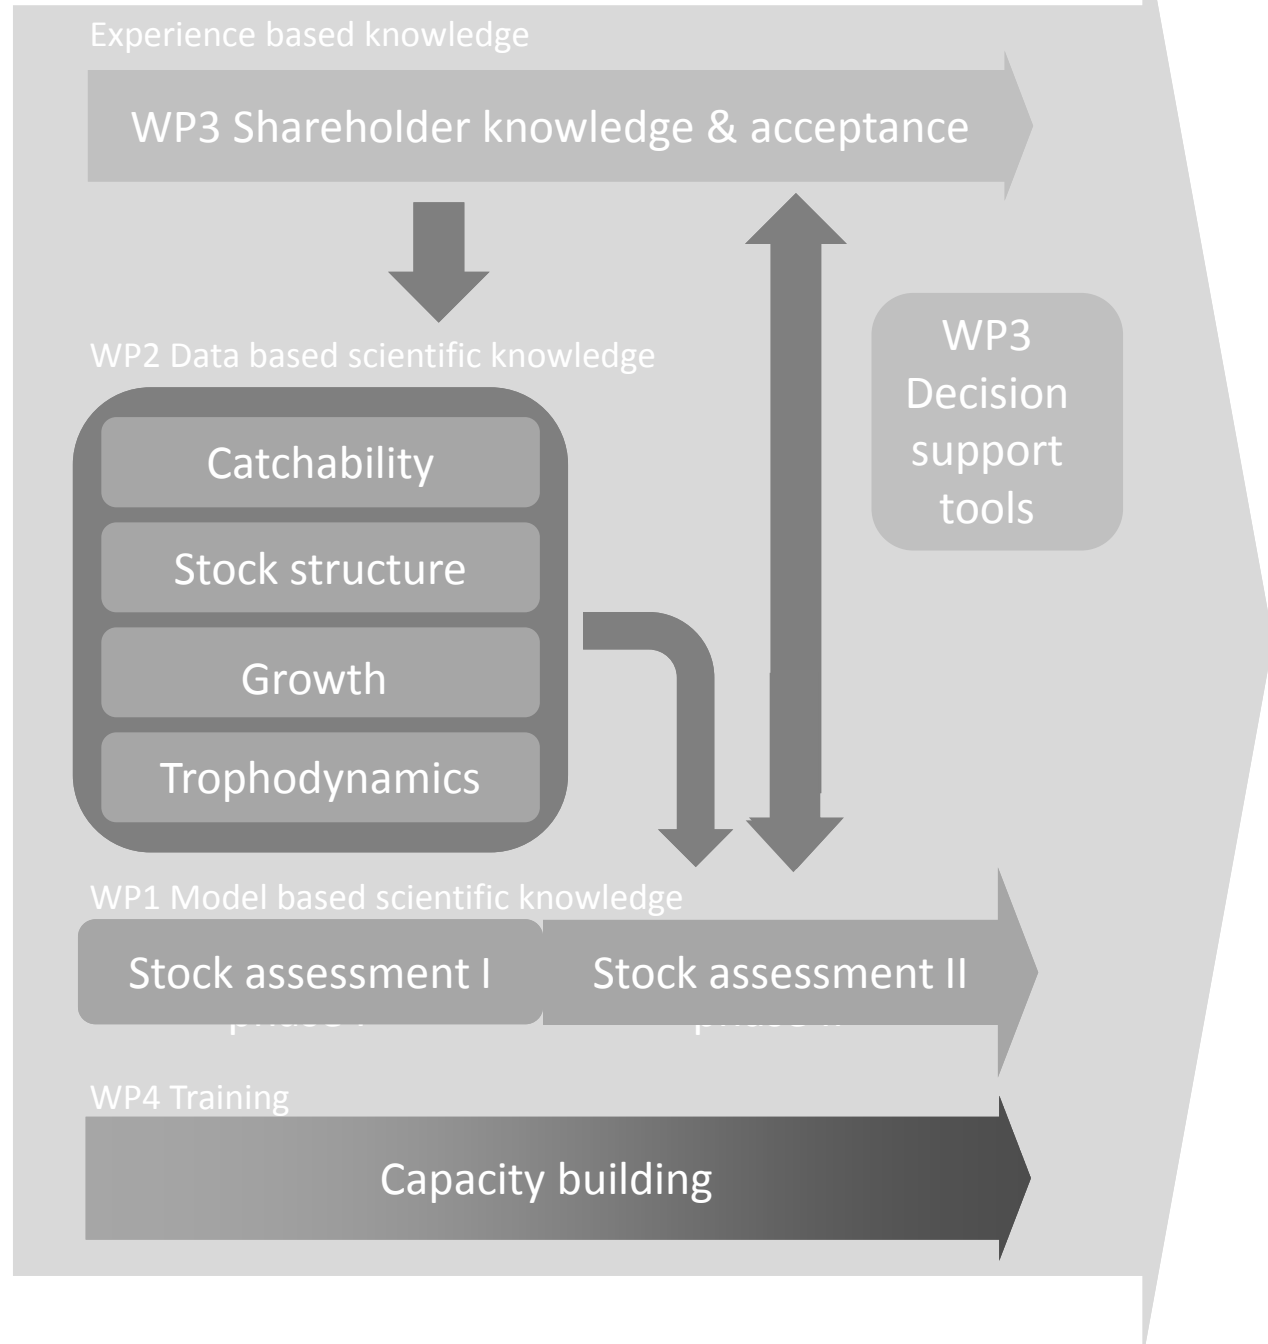 Experience based knowledge
WP3 Shareholder knowledge & acceptance
WP2 Data based scientific knowledge
WP3
Decision
support
tools
Catchability
Stock structure
Growth
Trophodynamics
WP1 Model based scientific knowledge
Stock assessment I
Stock assessment II
WP4 Training
Capacity building